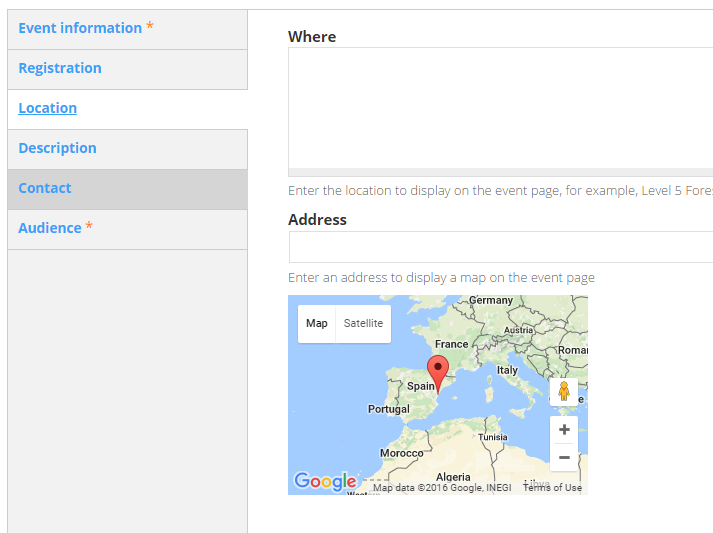 Event information *
Registration
Location
Description
Contact
Audience *
Where
Enter the location to display on the event page, for example, Level 5 Fores
Address
Enter an address to display a map on the event page
Map Satellite
Germany
Austria
France
Roman
Italy
Spain
Portugal
Tunisia
Morocco
Algeria
Libya
Google
Map data ©2016 Google, INEGI Terms of Use